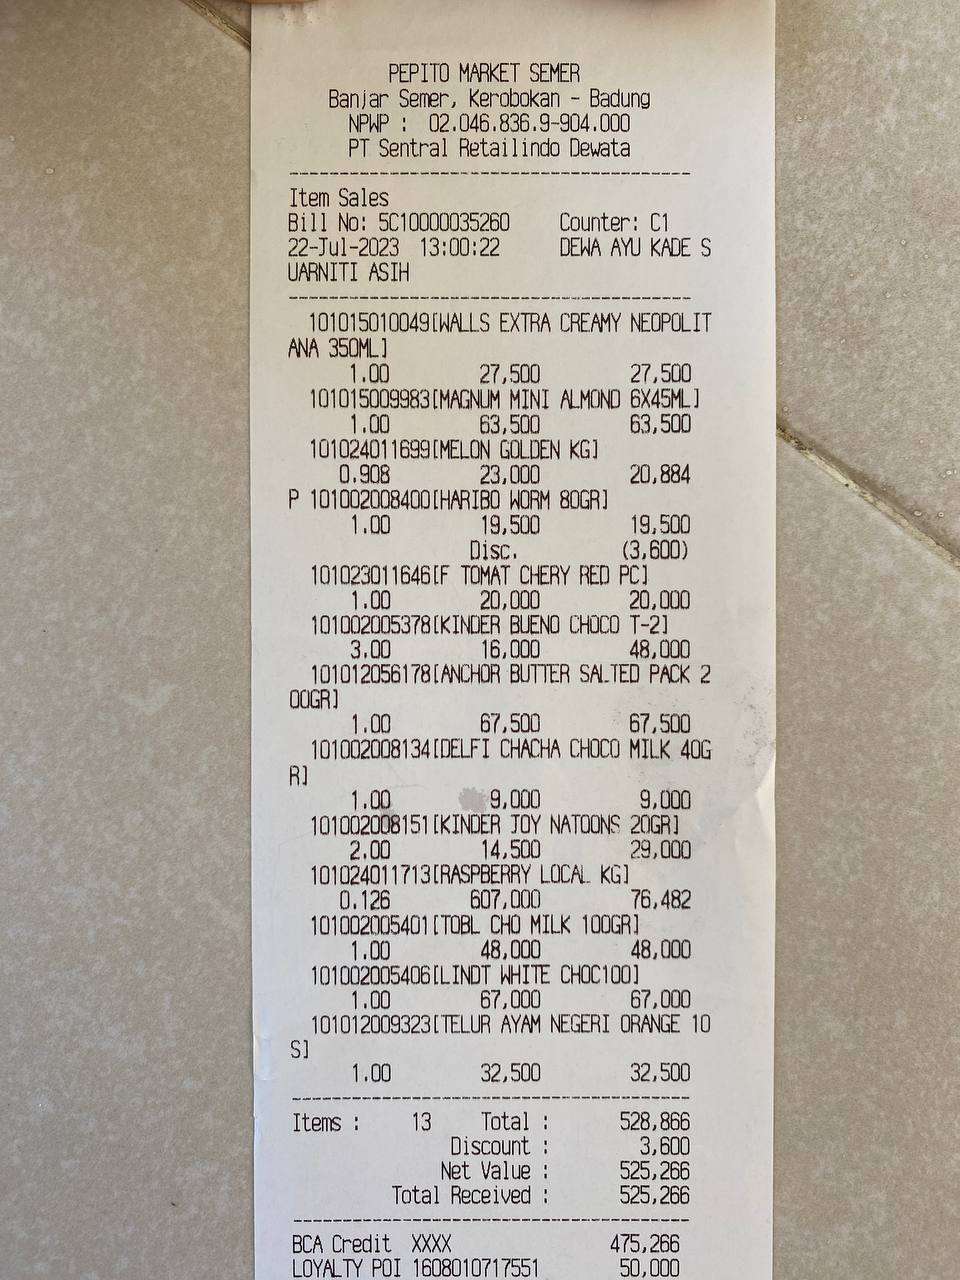 PEPITO MARKET SEMER
Banjar Semer, Kerobokan - Badung
NPWP : 02.046.836.9-904.000
PT Sentral Retailindo Dewata
----------------------------------------
Item Sales
Bill No: 5C10000035260 Counter: C1
22-Jul-2023 13:00:22 DEWA AYU KADE S
UARNITI ASIH
----------------------------------------
101015010049[WALLS EXTRA CREAMY NEOPOLIT
ANA 350ML]
1.00 27,500 27,500
101015009983[MAGNUM MINI ALMOND 6X45ML]
1.00 63,500 63,500
101024011699[MELON GOLDEN KG]
0.908 23,000 20,884
P 101002008400[HARIBO WORM 80GR]
1.00 19,500 19,500
Disc. (3,600)
101023011646[F TOMAT CHERY RED PC]
1.00 20,000 20,000
101002005378[KINDER BUENO CHOCO T-2]
3.00 16,000 48,000
101012056178[ANCHOR BUTTER SALTED PACK 2
00GR]
1.00 67,500 67,500
101002008134[DELFI CHACHA CHOCO MILK 40G
R]
1.00 9,000 9,000
101002008151[KINDER JOY NATOONS 20GR]
2.00 14,500 29,000
101024011713[RASPBERRY LOCAL KG]
0.126 607,000 76,482
101002005401[TOBL CHO MILK 100GR]
1.00 48,000 48,000
101002005406[LINDT WHITE CHOC100]
1.00 67,000 67,000
101012009323[TELUR AYAM NEGERI ORANGE 10
S]
1.00 32,500 32,500
----------------------------------------
Items : 13 Total : 528,866
Discount : 3,600
Net Value : 525,266
Total Received : 525,266
----------------------------------------
BCA Credit XXXX 475,266
LOYALTY POI 1608010717551 50,000